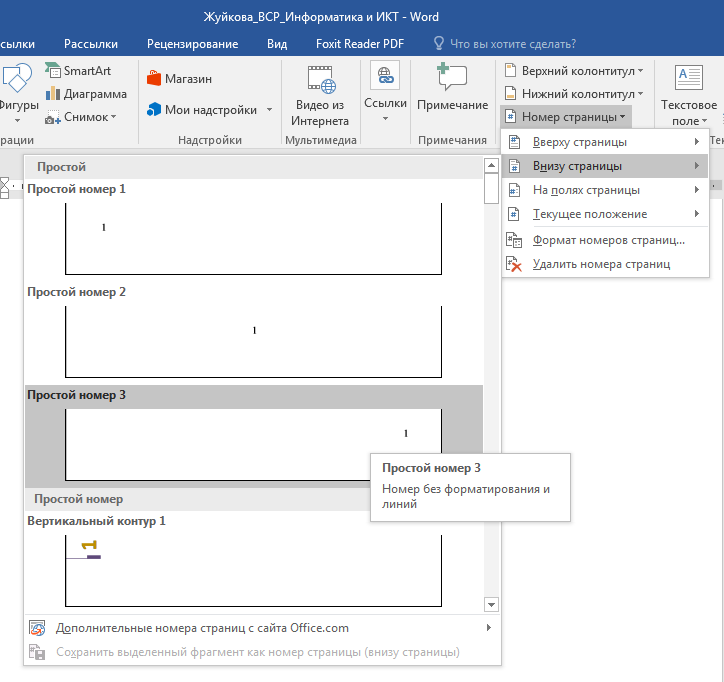 Жуйкова_ВСР_Информатика и ИКТ - Word
сылки Рассылки Рецензирование Вид Foxit Reader PDF Что вы хотите сделать?
SmartArt
Фигуры
Диаграмма
Снимок
рации
Магазин
Мои надстройки
Надстройки
Видео из
Интернета
Мультимедиа
Ссылки
Примечание
Примечания
Верхний колонтитул
Нижний колонтитул
Номер страницы
Текстовое
поле
Вверху страницы
Внизу страницы
На полях страницы
Текущее положение
Формат номеров страниц...
Удалить номера страниц
Простой
Простой номер 1
1
Простой номер 2
1
Простой номер 3
1
Простой номер 3
Номер без форматирования и
линий
Простой номер
Вертикальный контур 1
1
Дополнительные номера страниц с сайта Office.com
Сохранить выделенный фрагмент как номер страницы (внизу страницы)